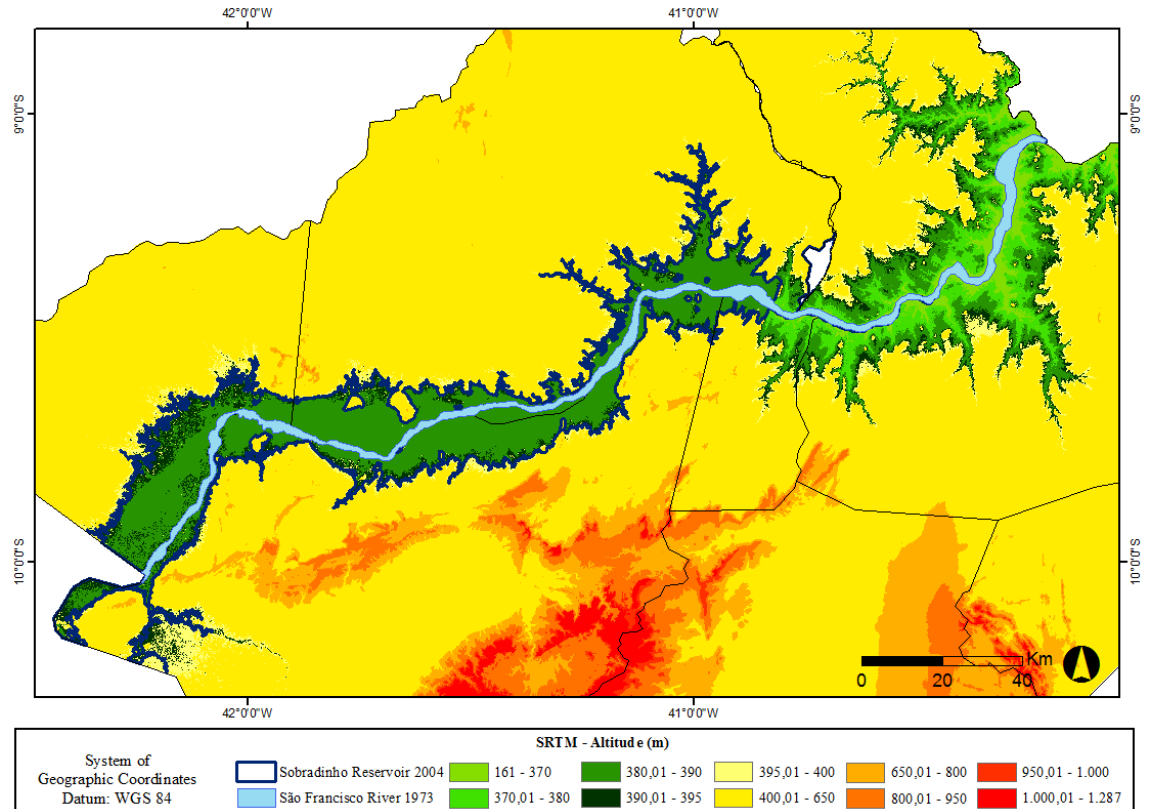 42°0'0"W 41°0'0"W
9°0'0"S 9°0'0"S
10°0'0"S 10°0'0"S
Km
0 20 40
42°0'0"W 41°0'0"W
SRTM - Altitude (m)
System of
Geographic Coordinates
Datum: WGS 84
Sobradinho Reservoir 2004 161 - 370 380,01 - 390 395,01 - 400 650,01 - 800 950,01 - 1.000
São Francisco River 1973 370,01 - 380 390,01 - 395 400,01 - 650 800,01 - 950 1.000,01 - 1.287